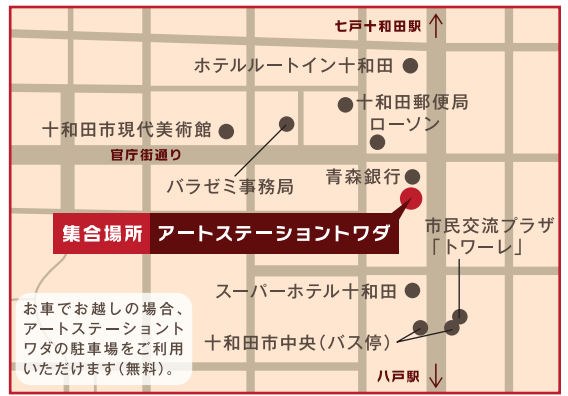 七戸十和田駅
ホテルルートイン十和田
十和田郵便局
ローソン
十和田市現代美術館
官庁街通り
バラゼミ事務局
青森銀行
集合場所 アートステーショントワダ
市民交流プラザ
「トワーレ」
スーパーホテル十和田
お車でお越しの場合、
アートステーショント
ワダの駐車場をご利用
いただけます(無料)。
十和田市中央(バス停)
八戸駅